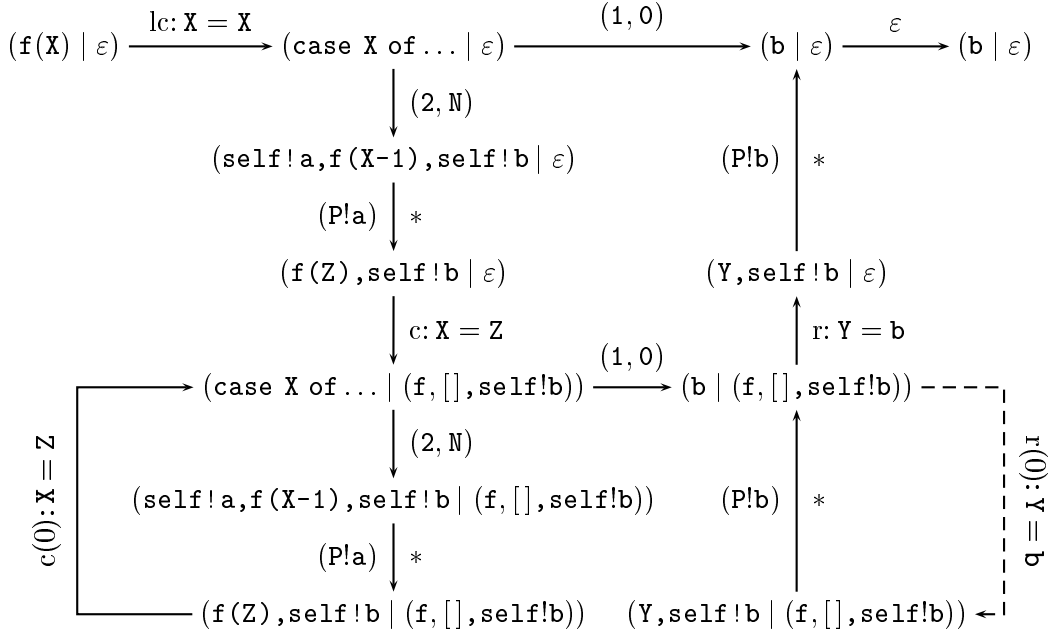 lc: X = X
(1, 0)
ε
(f(X) | ε)
(case X of ... | ε)
(b | ε)
(b | ε)
(2, N)
(self!a,f(X-1),self!b | ε)
(P!b)
*
(P!a)
*
(f(Z),self!b | ε)
(Y,self!b | ε)
c: X = Z
r: Y = b
(1, 0)
(case X of ... | (f,[],self!b))
(b | (f,[],self!b))
(2, N)
c(0): X = Z
r(0): Y = b
(self!a,f(X-1),self!b | (f,[],self!b))
(P!b)
*
(P!a)
*
(f(Z),self!b | (f,[],self!b))
(Y,self!b | (f,[],self!b))